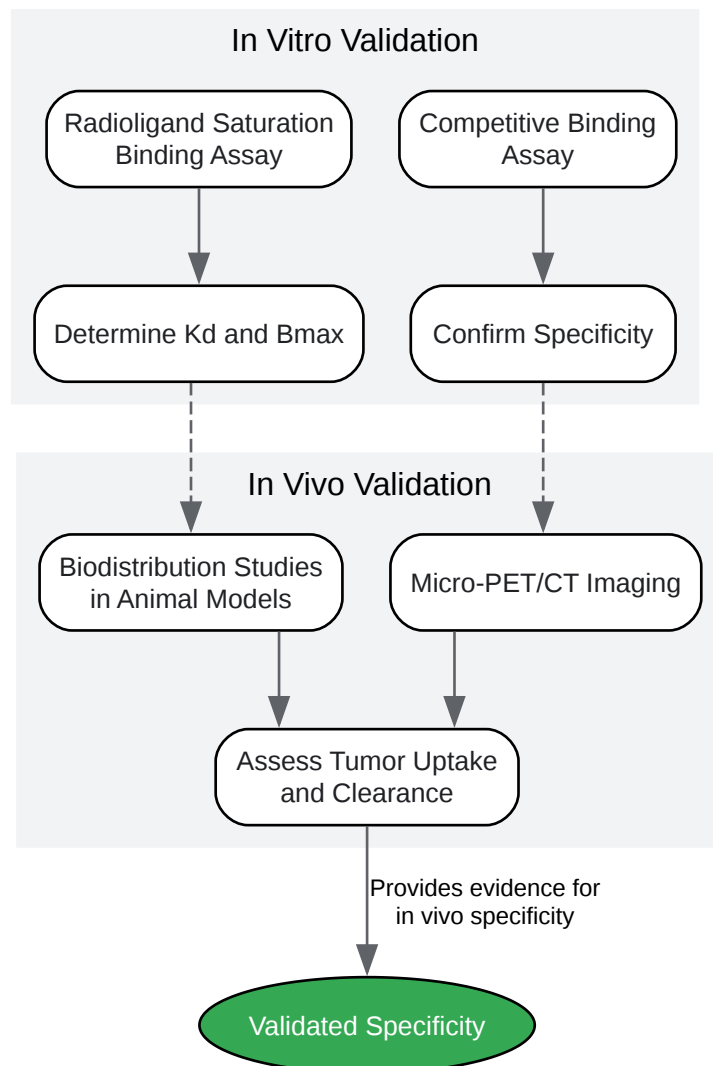 In Vitro Validation
Radioligand Saturation
Binding Assay
Competitive Binding
Assay
Determine Kd and Bmax
Confirm Specificity
In Vivo Validation
Biodistribution Studies
in Animal Models
Micro-PET/CT Imaging
Assess Tumor Uptake
and Clearance
Provides evidence for
in vivo specificity
Validated Specificity